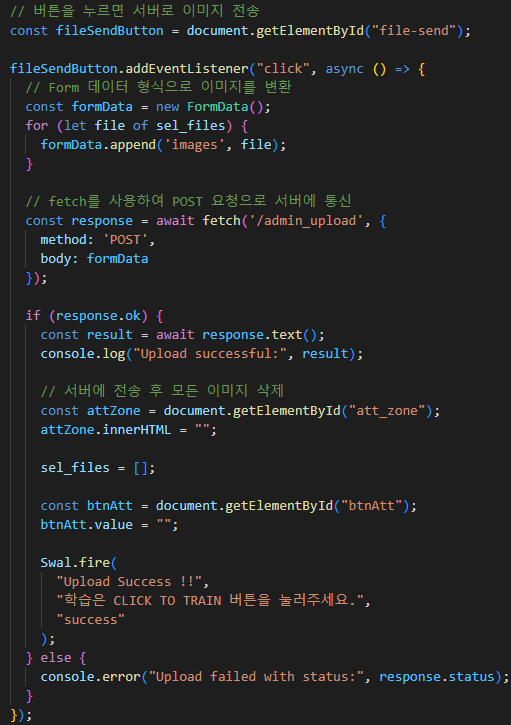 // 버튼을 누르면 서버로 이미지 전송
const fileSendButton = document.getElementById("file-send");

fileSendButton.addEventListener("click", async () => {
  // Form 데이터 형식으로 이미지를 변환
  const formData = new FormData();
  for (let file of sel_files) {
    formData.append('images', file);
  }

  // fetch를 사용하여 POST 요청으로 서버에 통신
  const response = await fetch('/admin_upload', {
    method: 'POST',
    body: formData
  });

  if (response.ok) {
    const result = await response.text();
    console.log("Upload successful:", result);

    // 서버에 전송 후 모든 이미지 삭제
    const attZone = document.getElementById("att_zone");
    attZone.innerHTML = "";

    sel_files = [];

    const btnAtt = document.getElementById("btnAtt");
    btnAtt.value = "";

    Swal.fire(
      "Upload Success !!",
      "학습은 CLICK TO TRAIN 버튼을 눌러주세요.",
      "success"
    );
  } else {
    console.error("Upload failed with status:", response.status);
  }
});